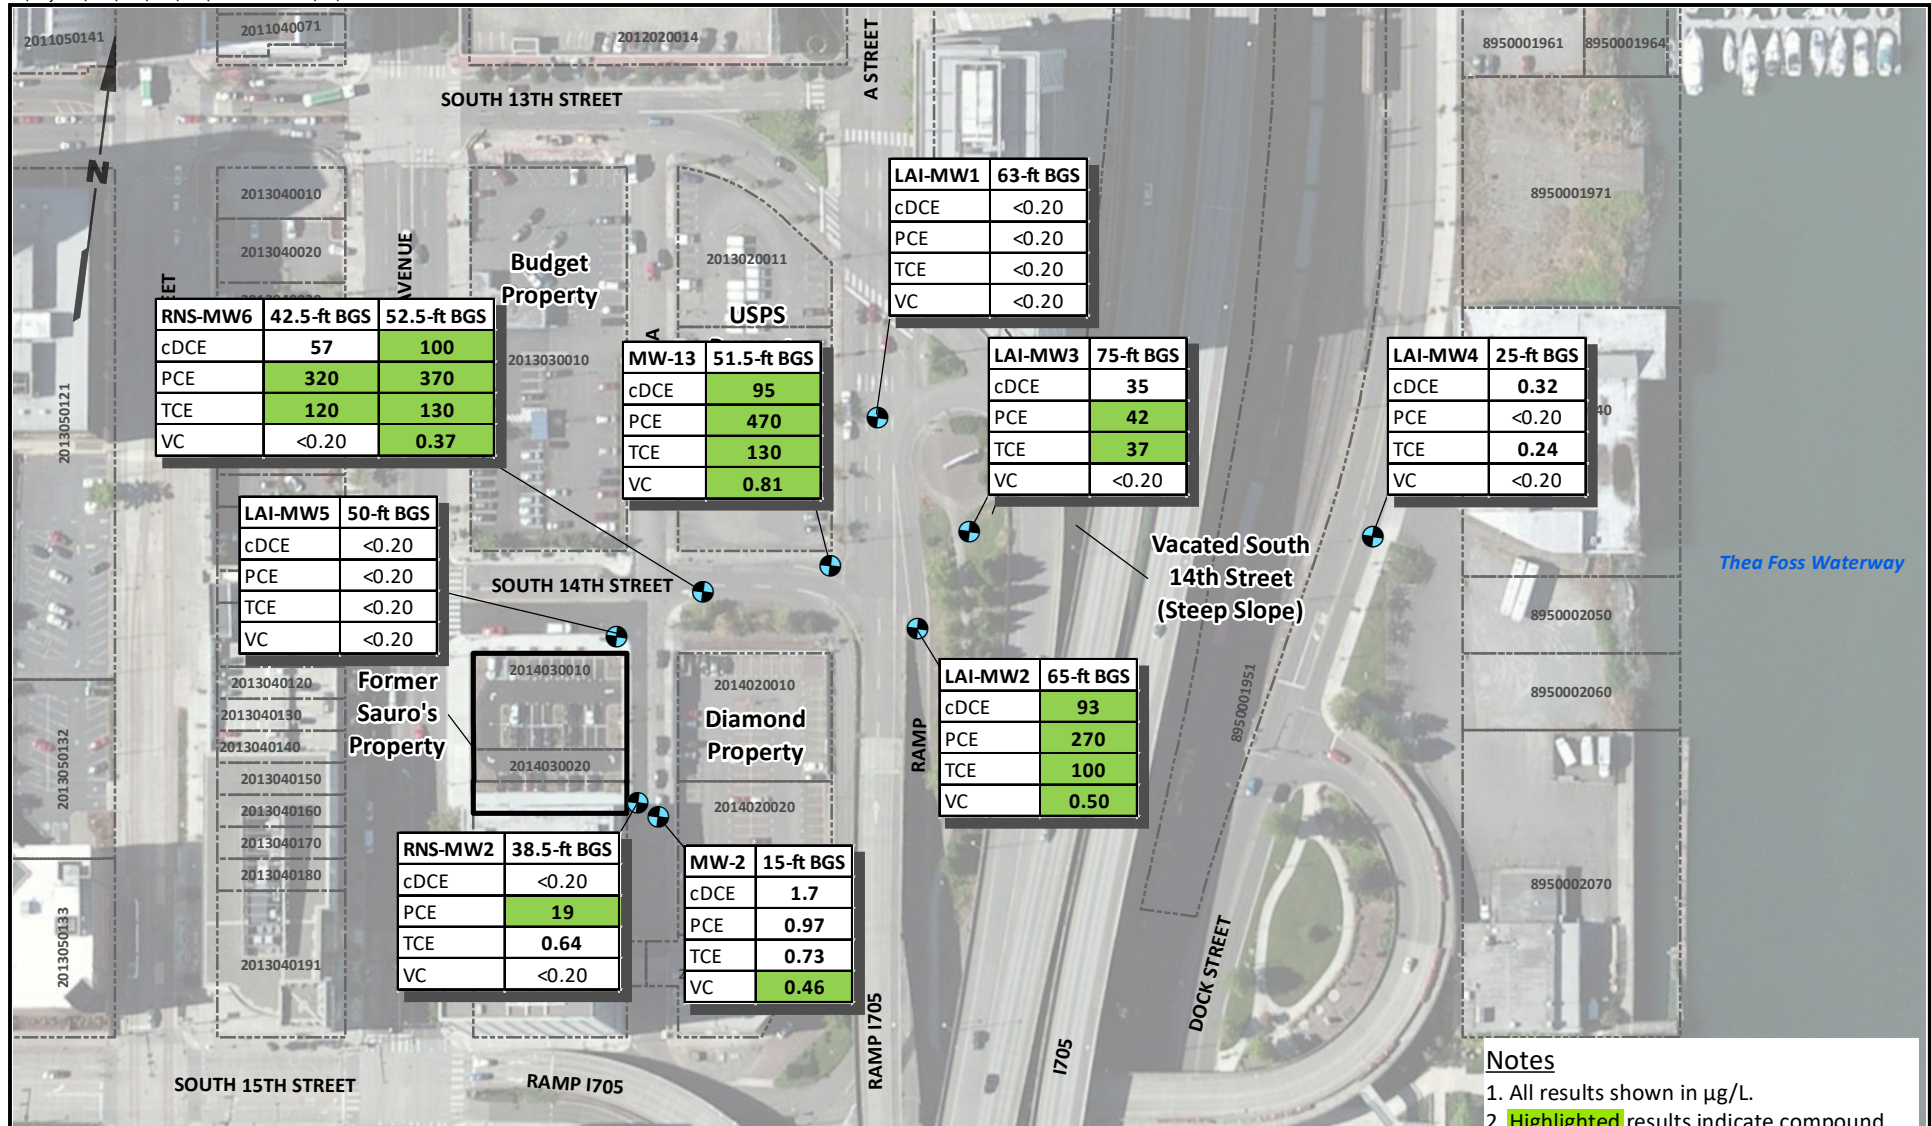 2011050141
2011040071
2012020014
A STREET
8950001961
8950001964
SOUTH 13TH STREET
N
2013040010
2013040020
AVENUE
Budget
Property
2013030010
2013020011
USPS
8950001971
LAI-MW1 63-ft BGS
cDCE <0.20
PCE <0.20
TCE <0.20
VC <0.20
RNS-MW6 42.5-ft BGS 52.5-ft BGS
cDCE 57 100
PCE 320 370
TCE 120 130
VC <0.20 0.37
MW-13 51.5-ft BGS
cDCE 95
PCE 470
TCE 130
VC 0.81
LAI-MW3 75-ft BGS
cDCE 35
PCE 42
TCE 37
VC <0.20
LAI-MW4 25-ft BGS
cDCE 0.32
PCE <0.20
TCE 0.24
VC <0.20
40
2013050121
LAI-MW5 50-ft BGS
cDCE <0.20
PCE <0.20
TCE <0.20
VC <0.20
SOUTH 14TH STREET
Vacated South
14th Street
(Steep Slope)
Thea Foss Waterway
8950002050
8950002060
8950001951
2013040120
2013040130
2013040140
2013040150
2013040160
2013040170
2013040180
2013040191
2013050132
2013050133
Former
Sauro's
Property
2014030010
2014030020
2014020010
Diamond
Property
2014020020
RAMP
LAI-MW2 65-ft BGS
cDCE 93
PCE 270
TCE 100
VC 0.50
RNS-MW2 38.5-ft BGS
cDCE <0.20
PCE 19
TCE 0.64
VC <0.20
MW-2 15-ft BGS
cDCE 1.7
PCE 0.97
TCE 0.73
VC 0.46
8950002070
DOCK STREET
RAMP I705
I705
SOUTH 15TH STREET
RAMP I705
Notes
1. All results shown in µg/L.
2. Highlighted results indicate compound